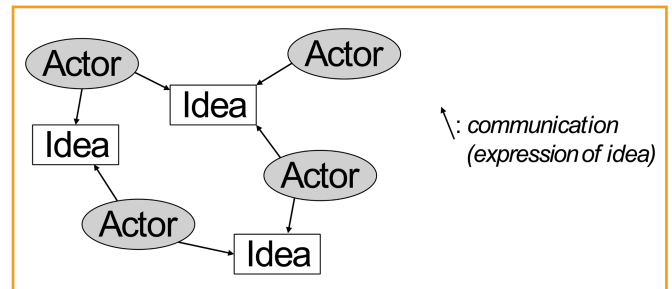 Actor
Actor
Idea
Idea
Actor
Actor
Idea
: communication
(expression of idea)